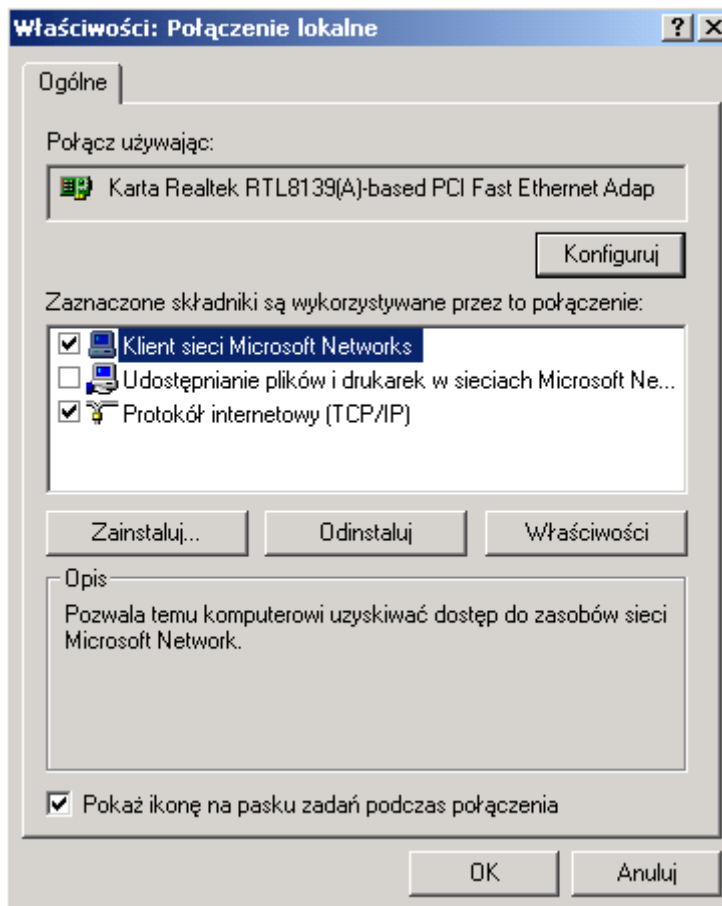 Właściwości: Połączenie lokalne
Ogólne
Połącz używając:
Karta Realtek RTL8139(A)-based PCI Fast Ethernet Adap
Konfiguruj
Zaznaczone składniki są wykorzystywane przez to połączenie:
Klient sieci Microsoft Networks
Udostępnianie plików i drukarek w sieciach Microsoft Ne...
Protokół internetowy (TCP/IP)
Zainstaluj... Odinstaluj Właściwości
Opis
Pozwala temu komputerowi uzyskiwać dostęp do zasobów sieci
Microsoft Network.
Pokaż ikonę na pasku zadań podczas połączenia
OK Anuluj